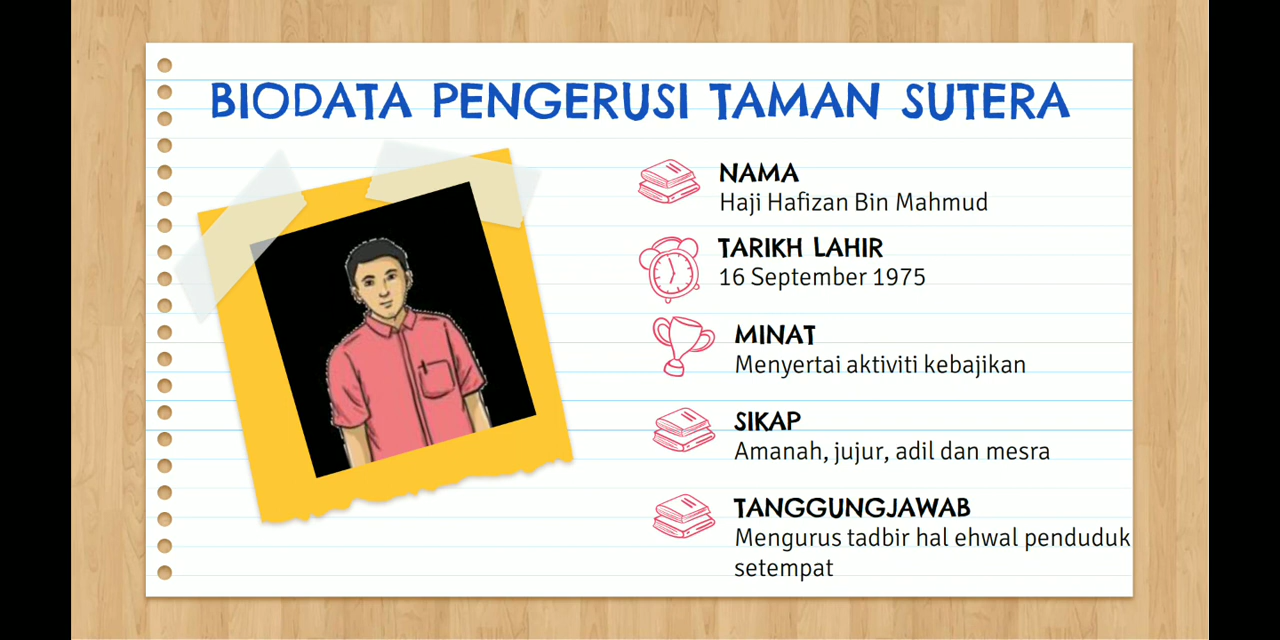 BIODATA PENGERUSI TAMAN SUTERA
NAMA
Haji Hafizan Bin Mahmud
TARIKH LAHIR
16 September 1975
MINAT
Menyertai aktiviti kebajikan
SIKAP
Amanah, jujur, adil dan mesra
TANGGUNGJAWAB
Mengurus tadbir hal ehwal penduduk
setempat